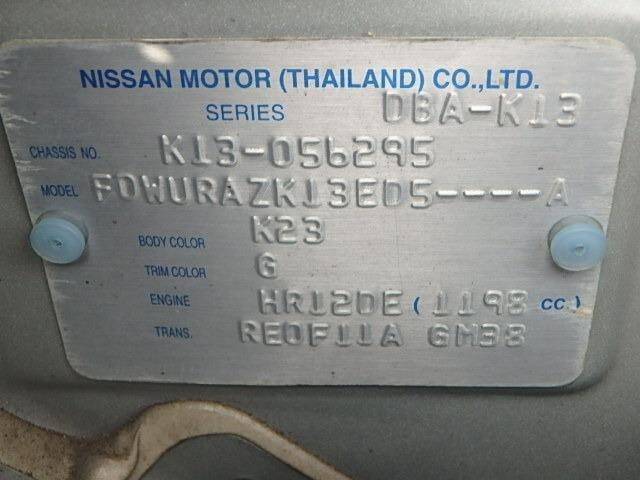 NISSAN MOTOR (THAILAND) CO.,LTD.
SERIES DBA-K13
CHASSIS NO. K13-056295
MODEL FDWURAZK13ED5----A
BODY COLOR K23
TRIM COLOR G
ENGINE HR12DE (1198 CC.)
TRANS. RE0F11A GM38